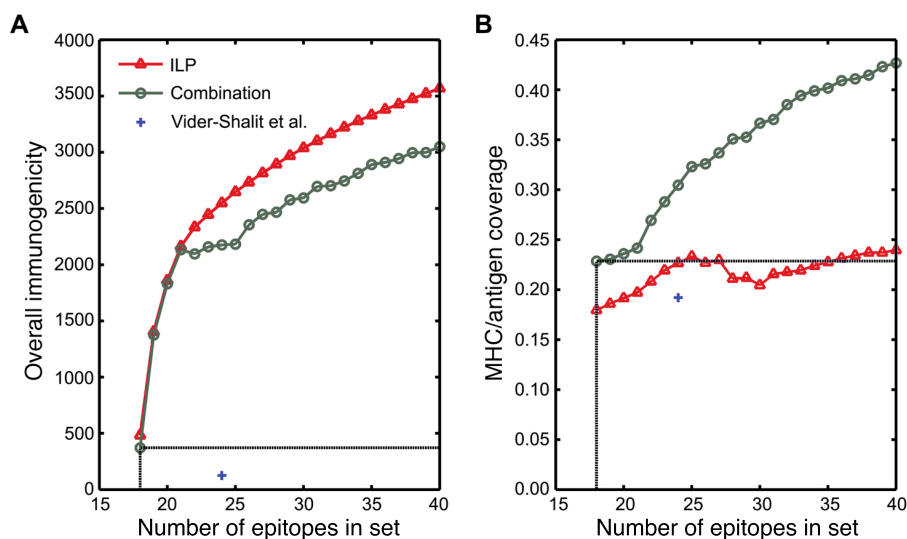 A
Overall immunogenicity
4000
3500
3000
2500
2000
1500
1000
500
0
ILP
Combination
Vider-Shalit et al.
15 20 25 30 35 40
Number of epitopes in set
B
MHC/antigen coverage
0.45
0.40
0.35
0.30
0.25
0.20
0.15
0.10
0.05
0.00
15 20 25 30 35 40
Number of epitopes in set